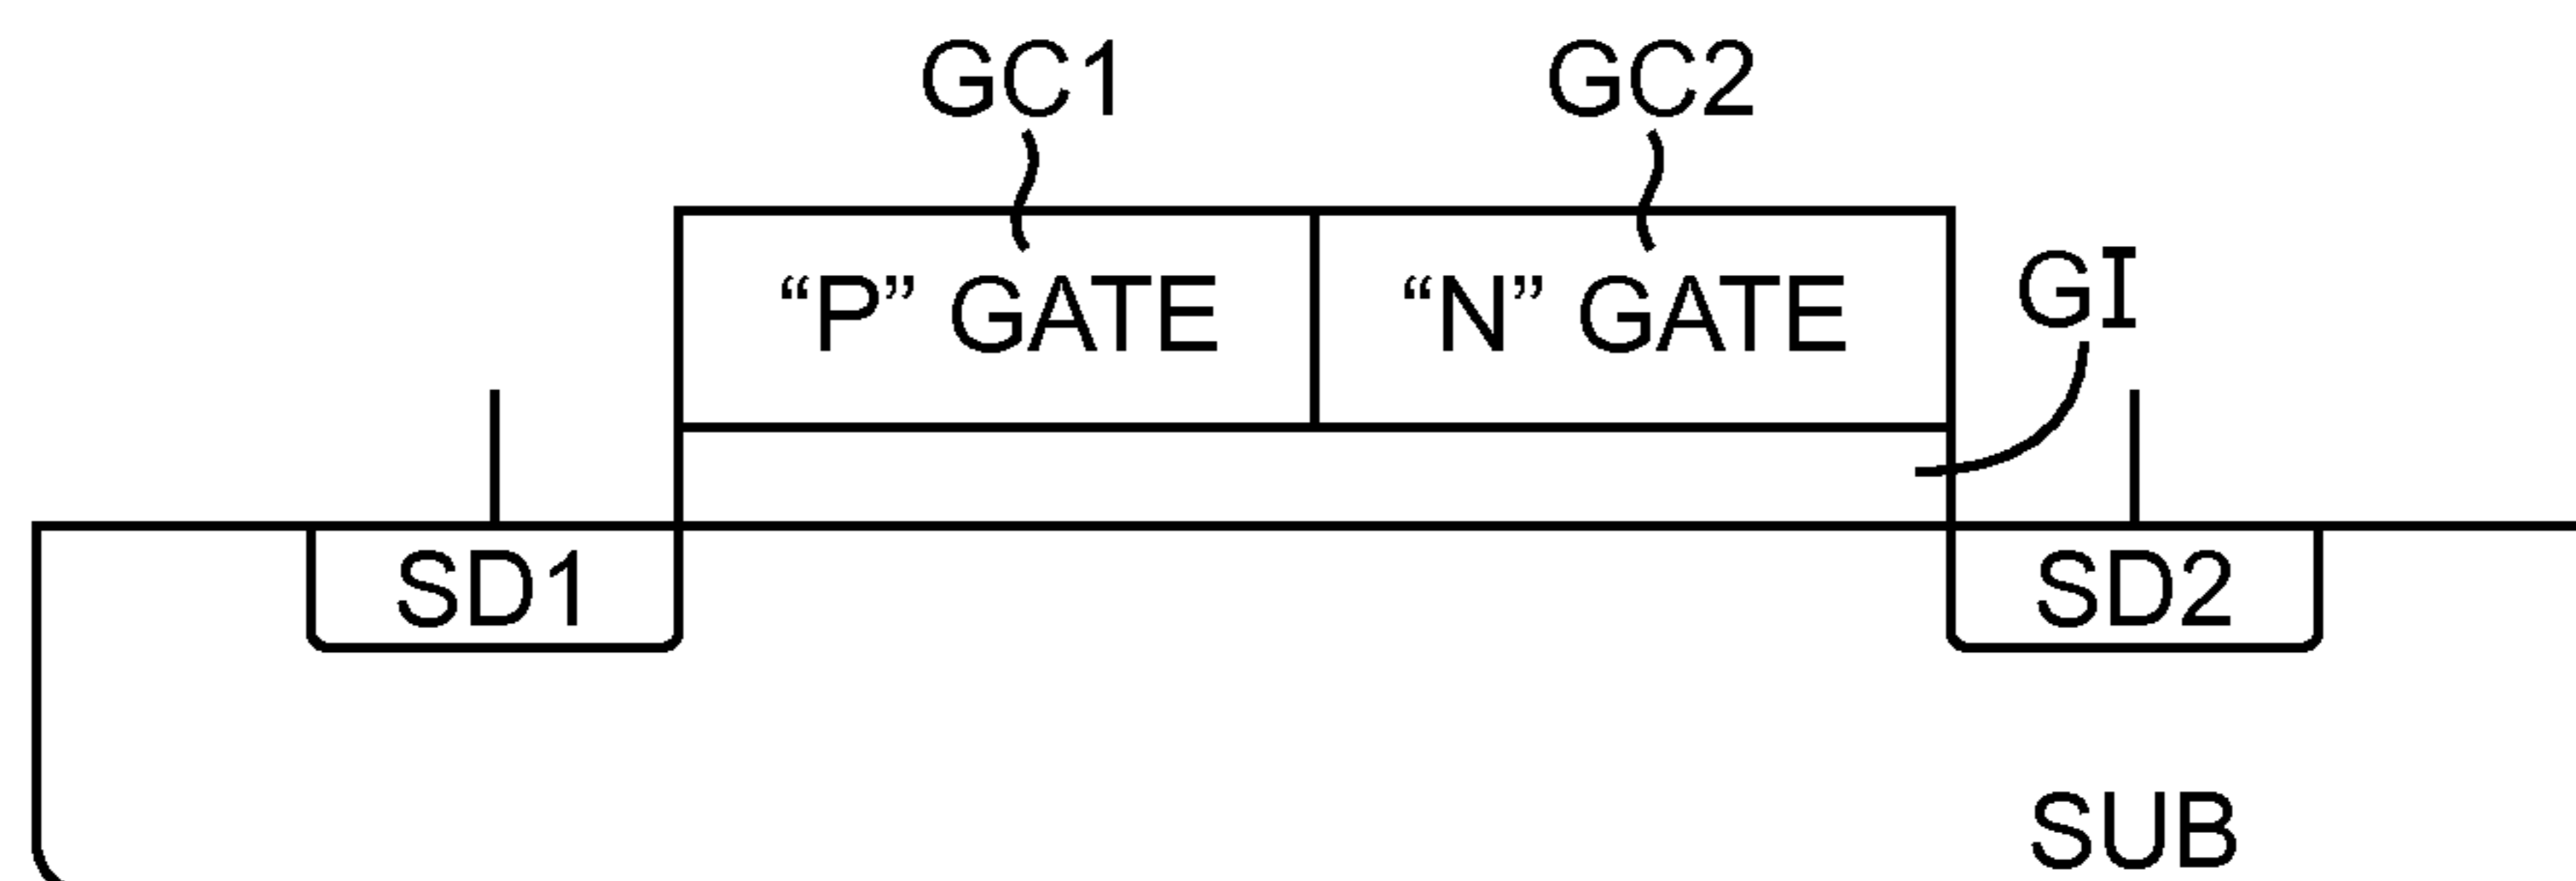 GC1 GC2
“P” GATE “N” GATE GI
SD1 SD2
SUB